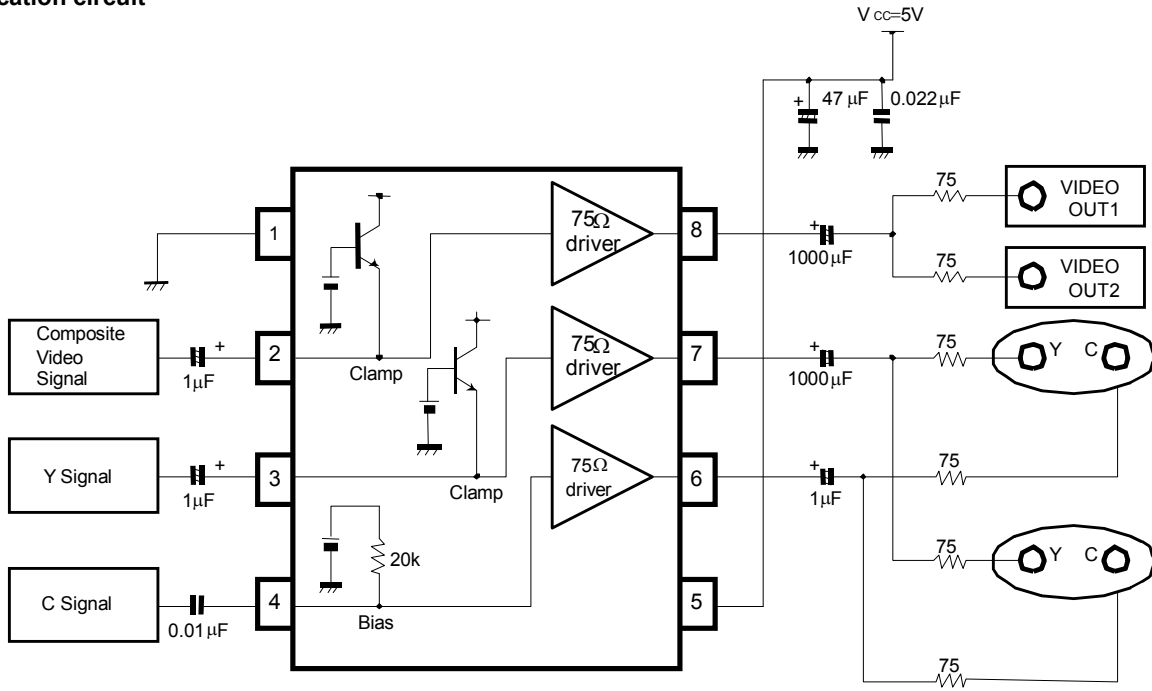 cation circuit
V CC=5V
+ 47 μF
0.022μF
1
75Ω
driver
8
+
1000μF
75
VIDEO
OUT1
75
VIDEO
OUT2
Composite
Video
Signal
+
1μF
2
Clamp
75Ω
driver
7
+
1000μF
75
Y C
Y Signal
+
1μF
3
Clamp
75Ω
driver
6
+
1μF
75
20k
75
Y C
C Signal
0.01μF
4
Bias
5
75